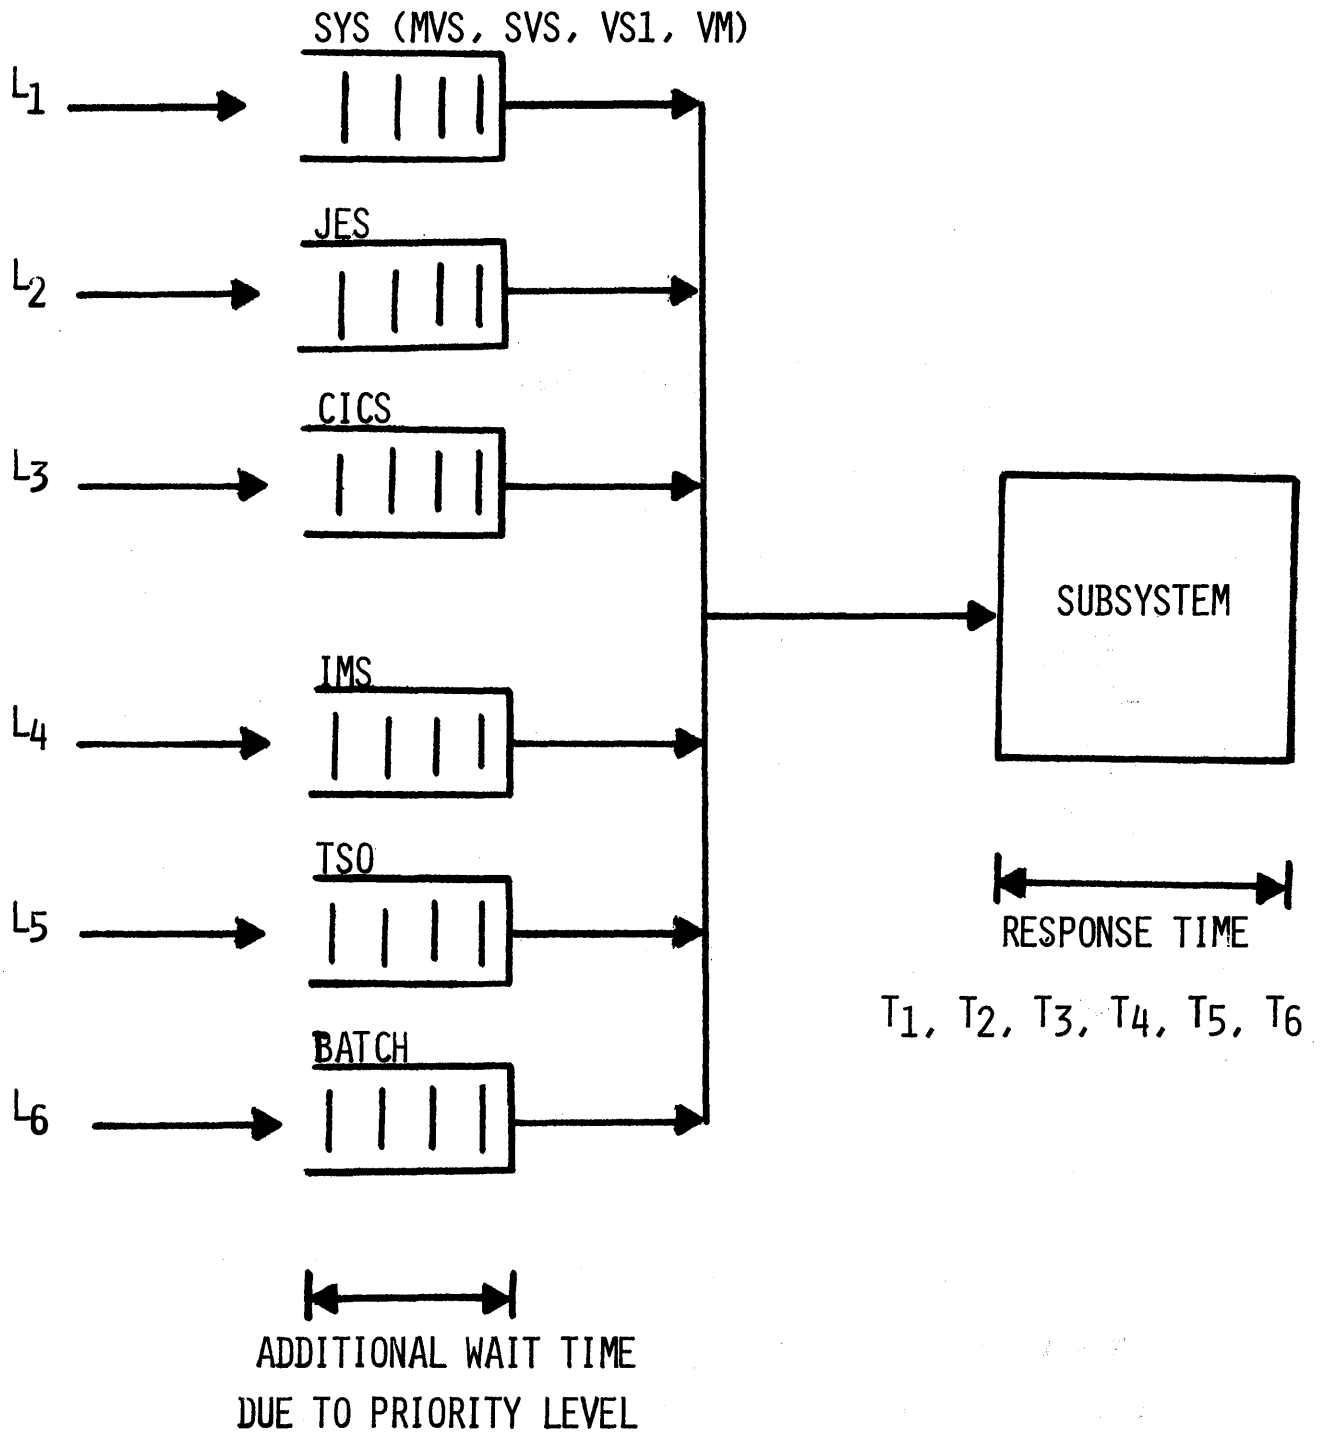 SYS (MVS, SVS, VS1, VM)
L1
JES
L2
CICS
L3
SUBSYSTEM
IMS
L4
TSO
L5
RESPONSE TIME
T1, T2, T3, T4, T5, T6
BATCH
L6
ADDITIONAL WAIT TIME
DUE TO PRIORITY LEVEL